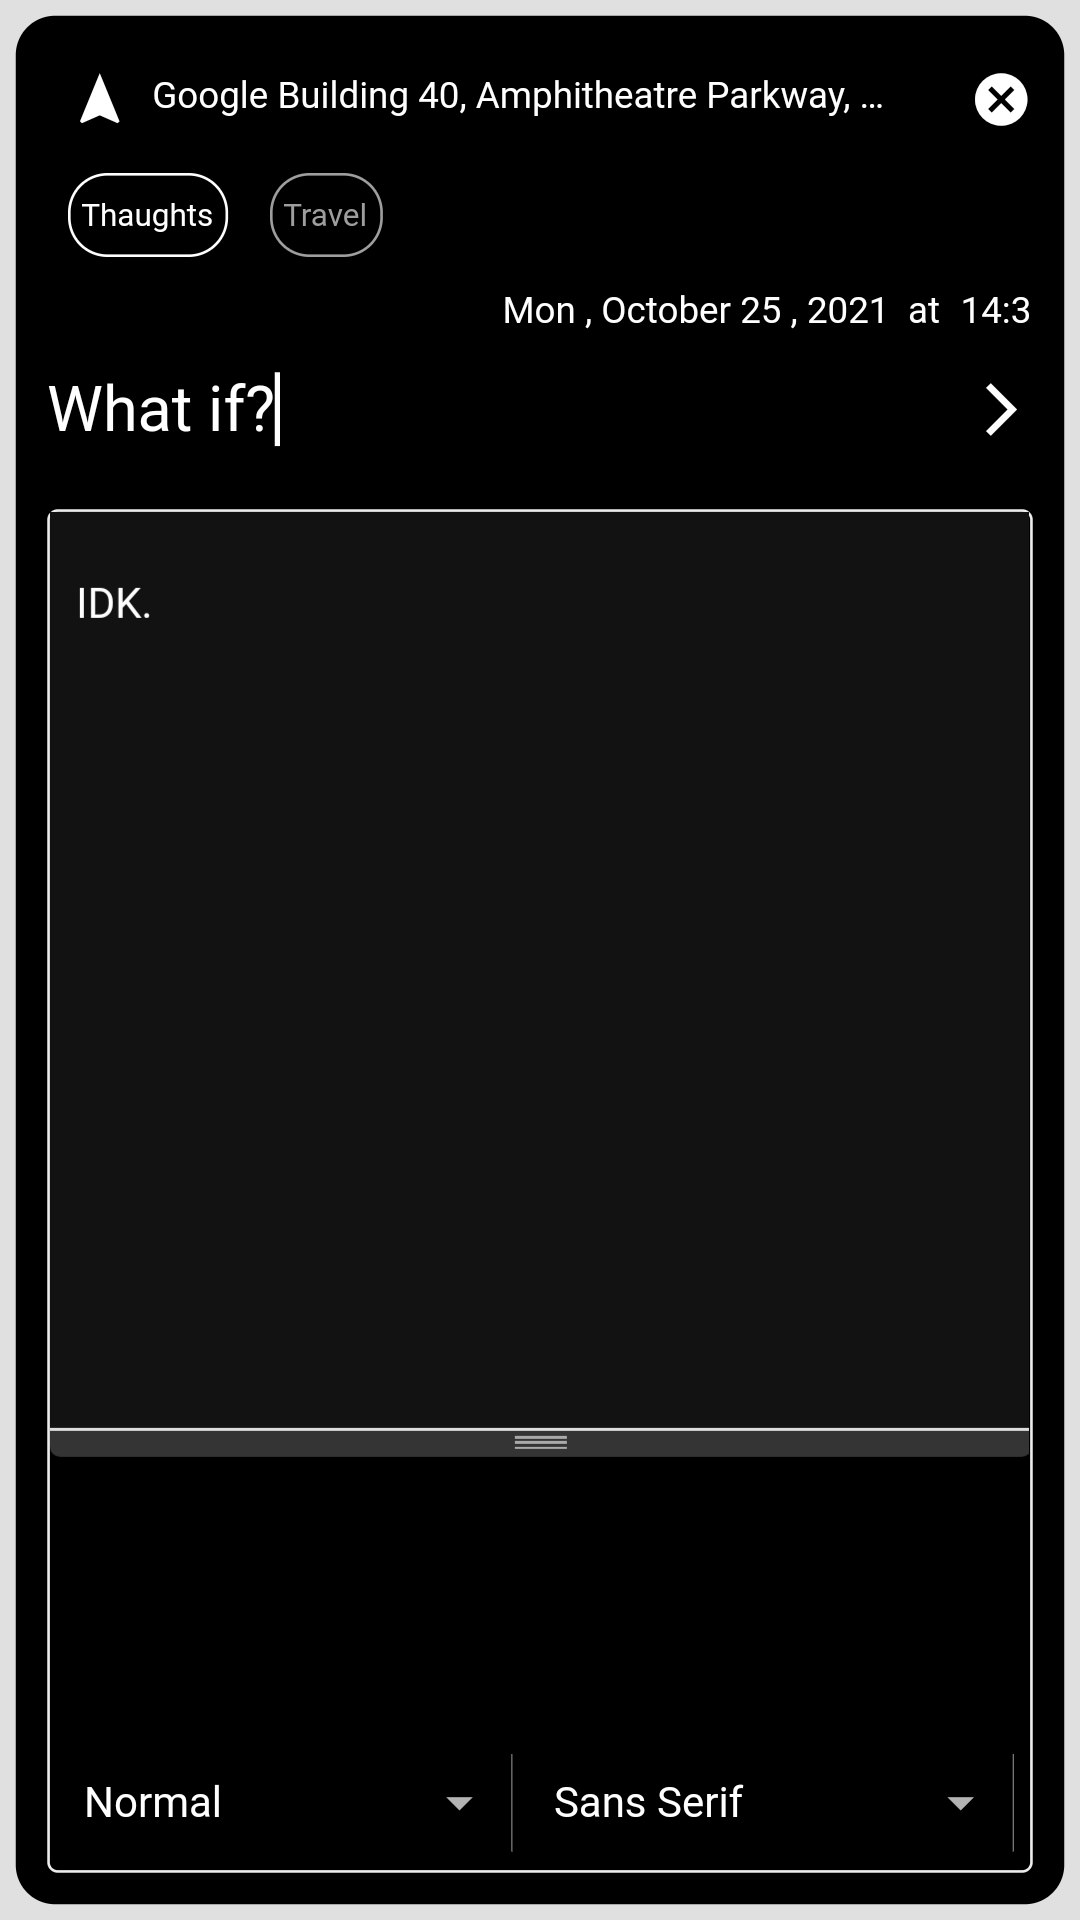 Google Building 40, Amphitheatre Parkway, ...
Thaughts
Travel
Mon , October 25 , 2021 at 14:3
What if?
IDK.
Normal
Sans Serif